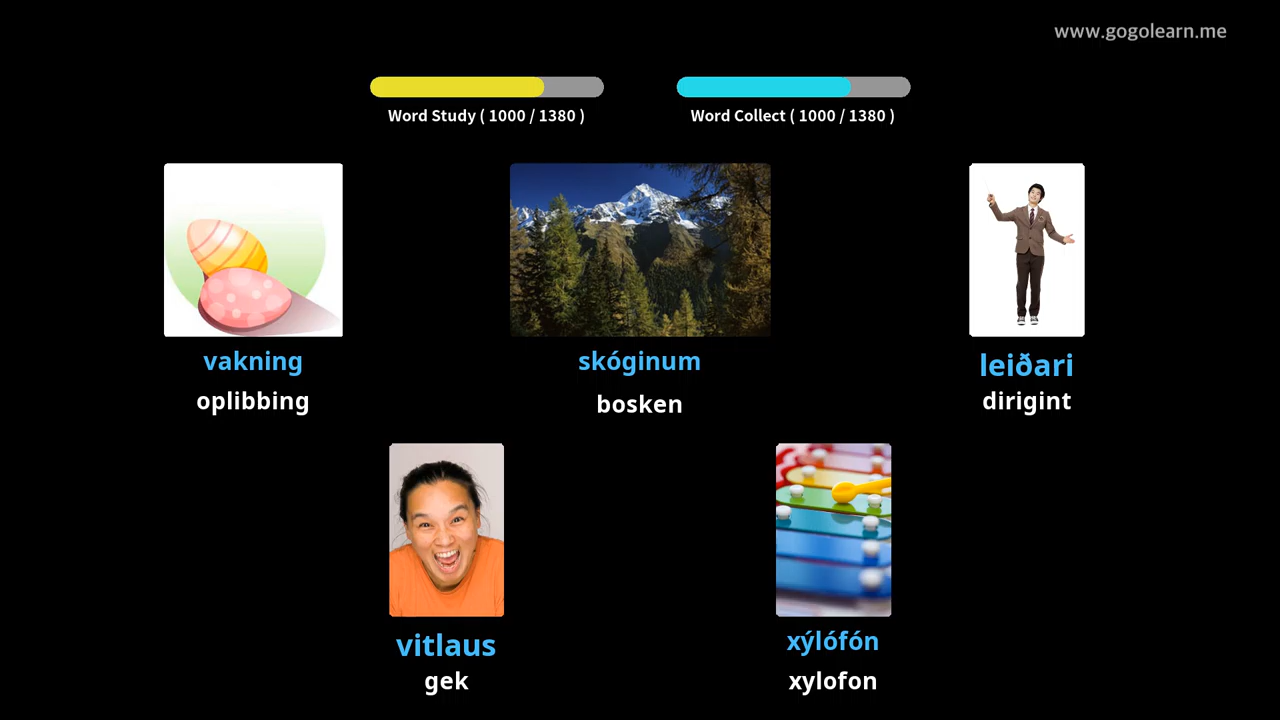 www.gogolearn.me
Word Study ( 1000 / 1380 )
Word Collect ( 1000 / 1380 )
vakning
oplibbing
skóginum
bosken
leiðari
dirigint
vitlaus
gek
xýlófón
xylofon